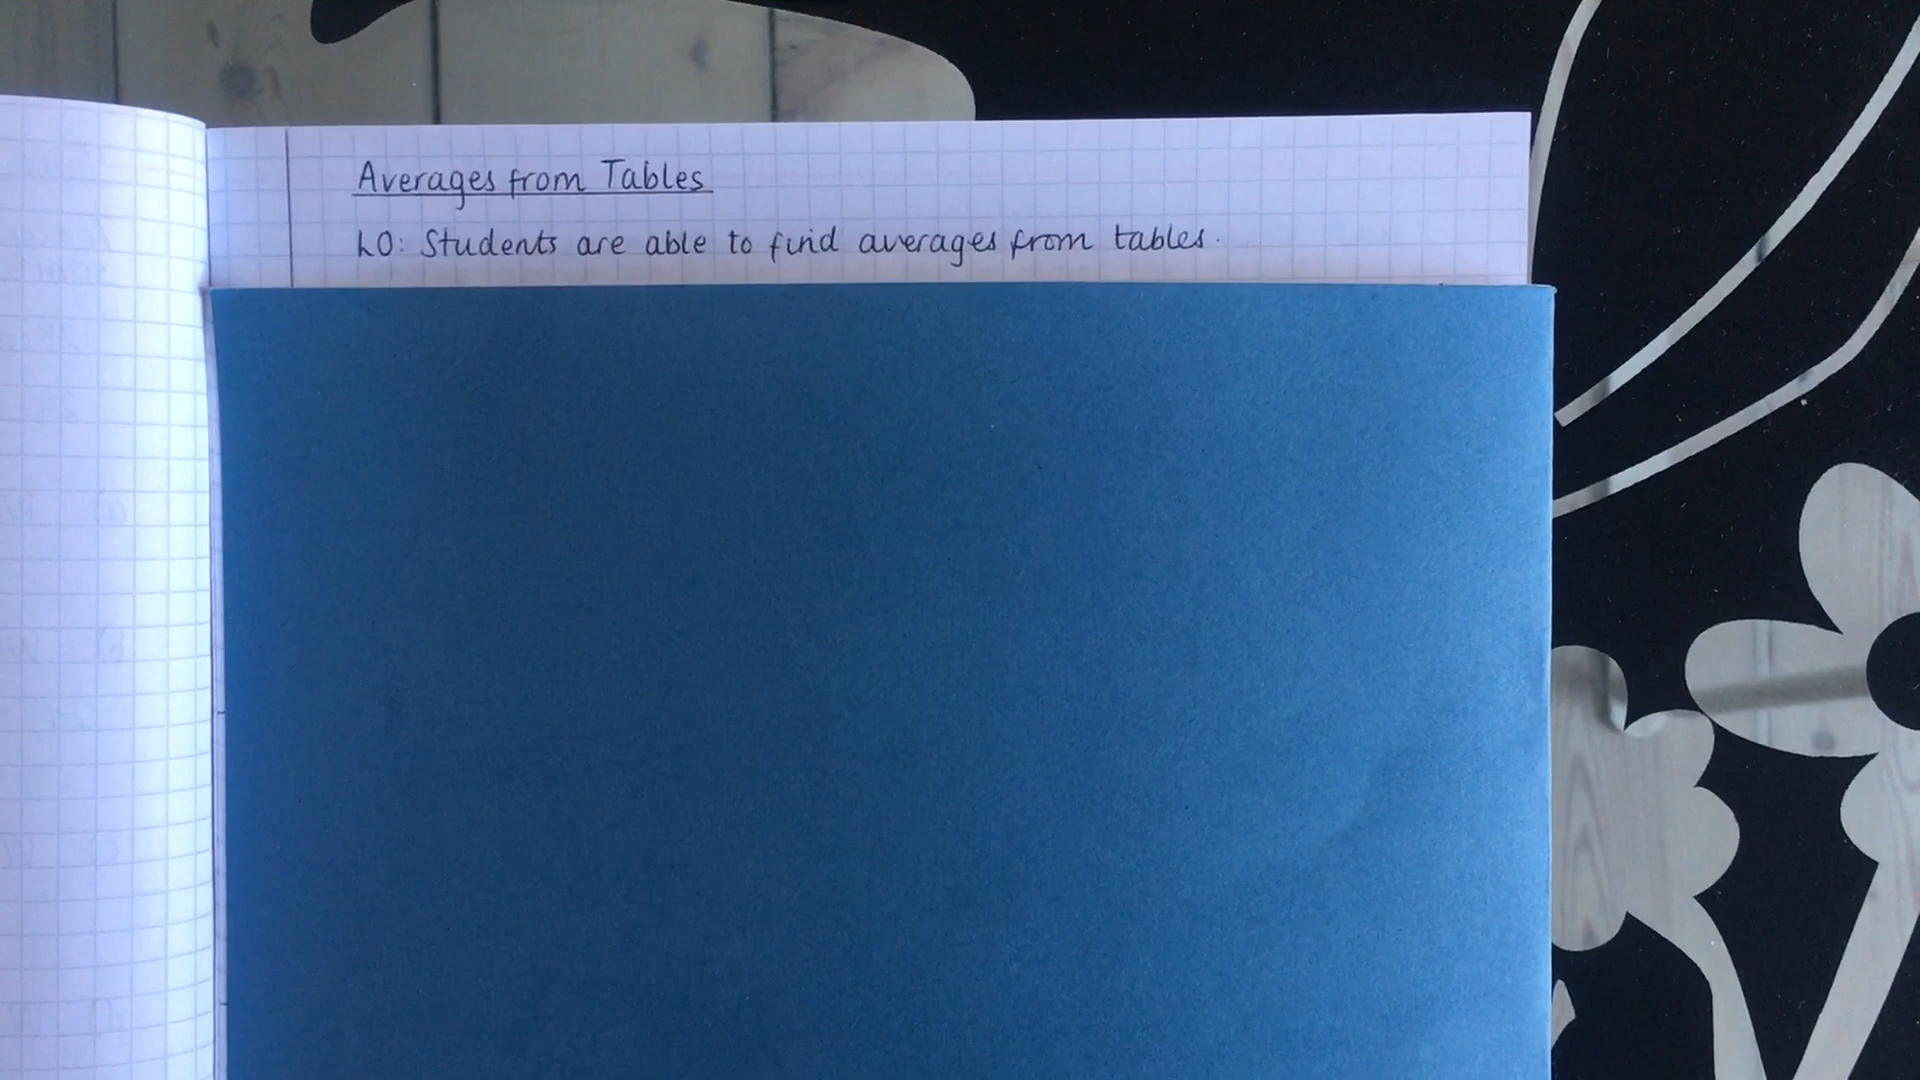 Averages from Tables
LO: Students are able to find averages from tables.